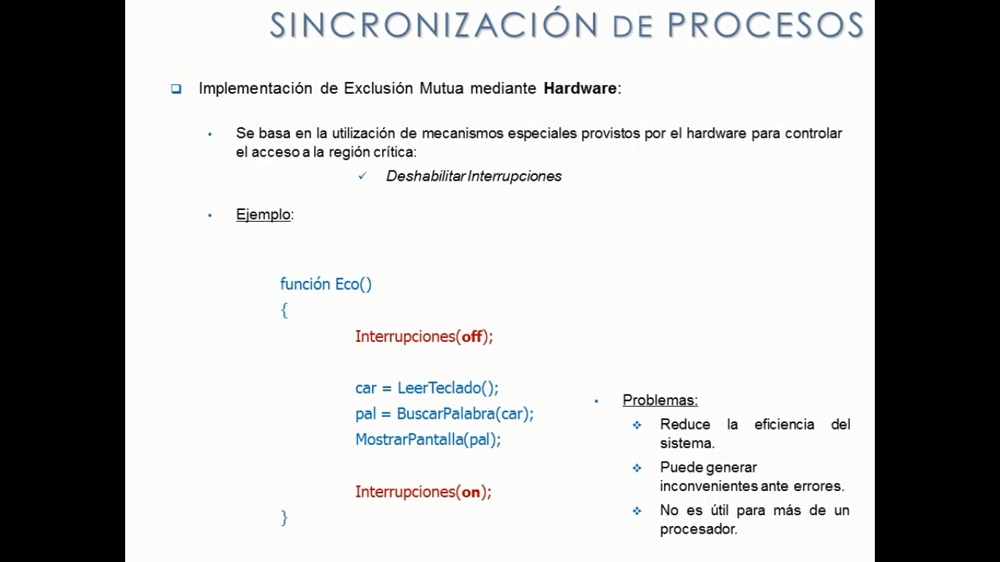 SINCRONIZACIÓN DE PROCESOS
Implementación de Exclusión Mutua mediante Hardware:
Se basa en la utilización de mecanismos especiales provistos por el hardware para controlar
el acceso a la región crítica:
Deshabilitar Interrupciones
Ejemplo:
función Eco()
{
Interrupciones(off);
car = LeerTeclado();
pal = BuscarPalabra(car);
MostrarPantalla(pal);
Interrupciones(on);
}
Problemas:
Reduce la eficiencia del
sistema.
Puede generar
inconvenientes ante errores.
No es útil para más de un
procesador.